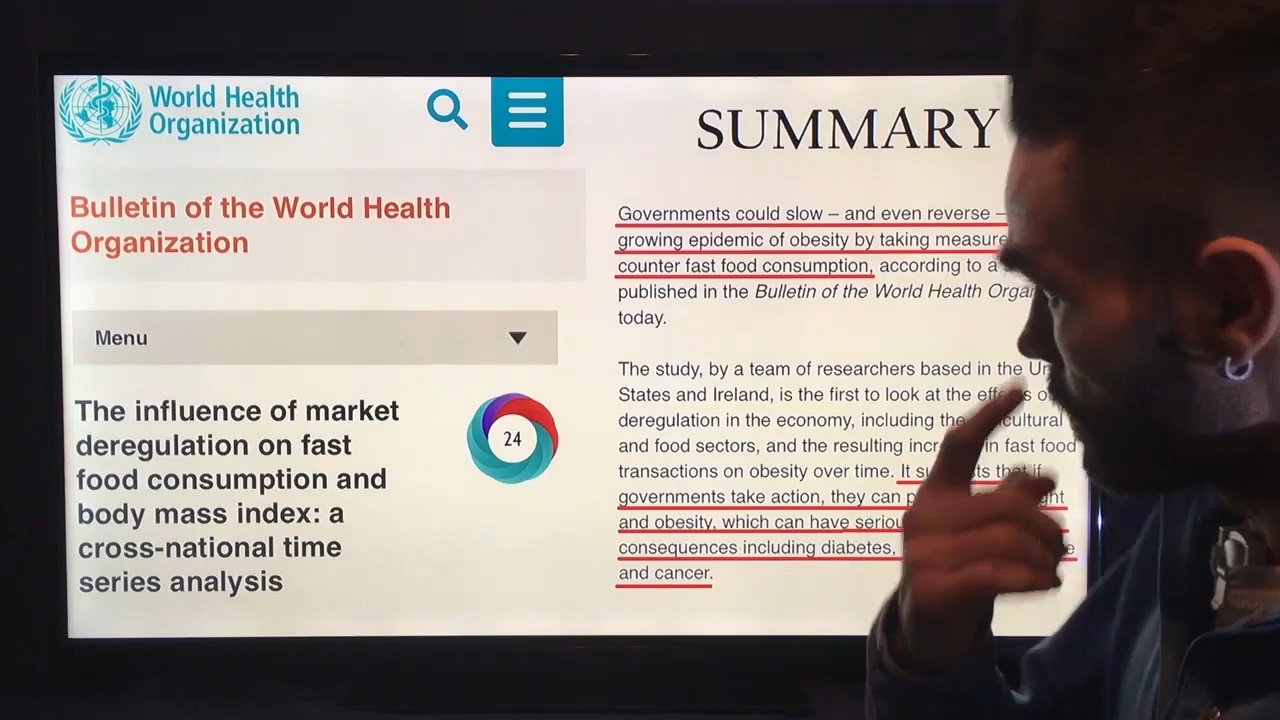 World Health
Organization
Bulletin of the World Health
Organization
Menu
The influence of market
deregulation on fast
food consumption and
body mass index: a
cross-national time
series analysis
24
SUMMARY
Governments could slow – and even reverse –
growing epidemic of obesity by taking
counter fast food consumption, according to a
published in the Bulletin of the World Health
today.
The study, by a team of researchers based in the
States and Ireland, is the first to look at the
deregulation in the economy, including the
and food sectors, and the resulting in fast food
transactions on obesity over time. It if
governments take action, they can
and obesity, which can have
consequences including diabetes,
and cancer.